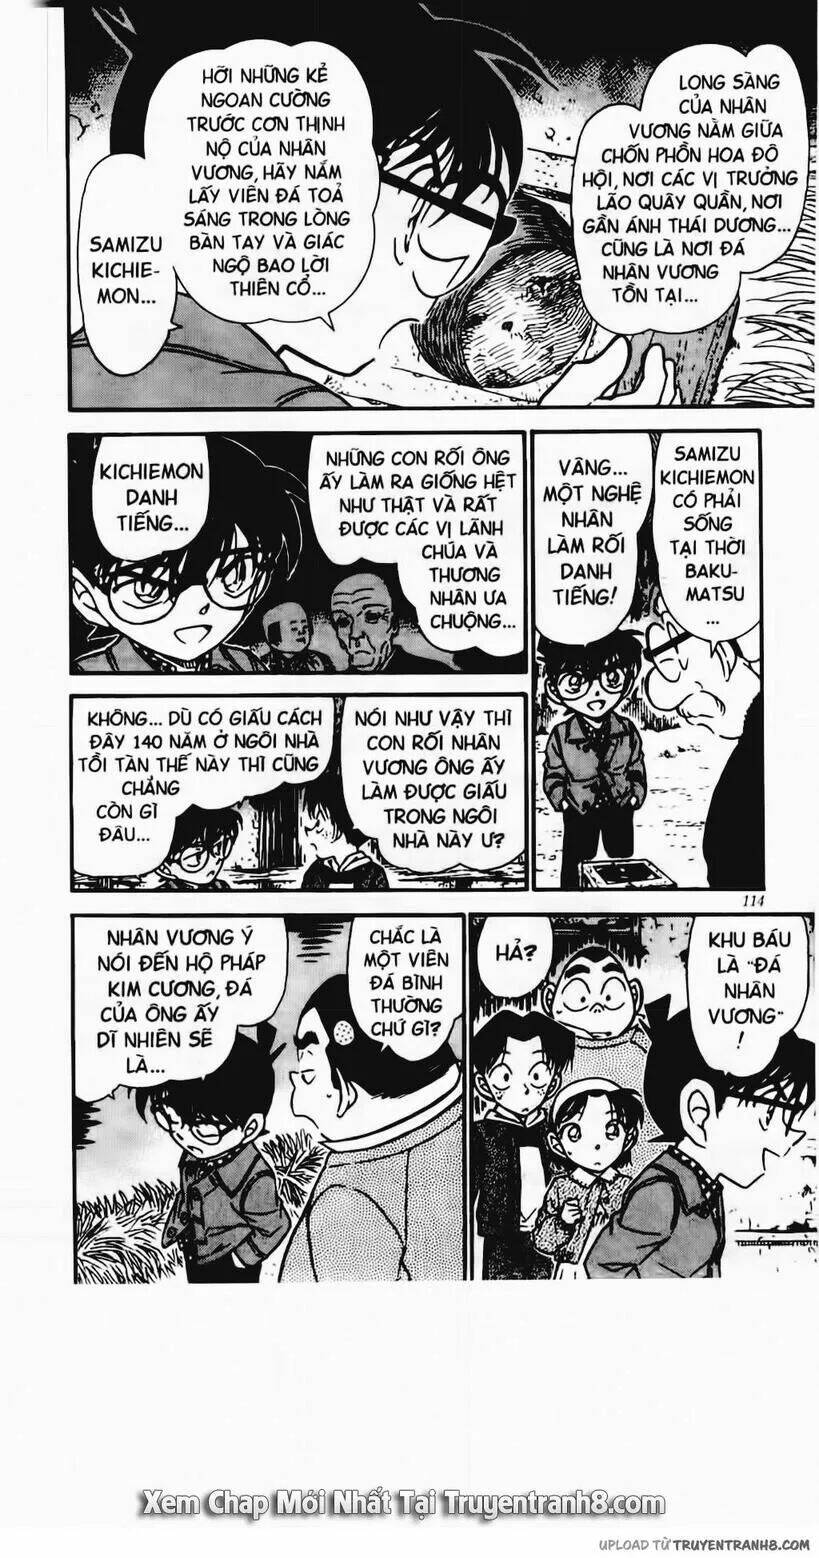 LONG SÀNG
CỦA NHÂN
VƯƠNG NẰM GIỮA
CHỐN PHỒN HOA ĐÔ
HỘI, NƠI CÁC VỊ TRƯỞNG
LÃO QUÂY QUẦN, NƠI
GẦN ÁNH THÁI DƯƠNG...
CŨNG LÀ NƠI ĐÁ
NHÂN VƯƠNG
TỒN TẠI...
HỠI NHỮNG KẺ
NGOAN CƯỜNG
TRƯỚC CƠN THỊNH
NỘ CỦA NHÂN
VƯƠNG, HÃY NẮM
LẤY VIÊN ĐÁ TOẢ
SÁNG TRONG LÒNG
BÀN TAY VÀ GIÁC
NGỘ BAO LỜI
THIÊN CỔ...
SAMIZU
KICHIE-
MON...
SAMIZU
KICHIEMON
CÓ PHẢI
SỐNG
TẠI THỜI
BAKU-
MATSU
...
VÂNG...
MỘT NGHỆ
NHÂN
LÀM RỐI
DANH
TIẾNG!
NHỮNG CON RỐI ÔNG
ẤY LÀM RA GIỐNG HỆT
NHƯ THẬT VÀ RẤT
ĐƯỢC CÁC VỊ LÃNH
CHÚA VÀ
THƯƠNG
NHÂN ƯA
CHUỘNG...
KICHIEMON
DANH
TIẾNG...
NÓI NHƯ VẬY THÌ
CON RỐI NHÂN
VƯƠNG ÔNG ẤY
LÀM ĐƯỢC GIẤU
TRONG NGÔI
NHÀ NÀY Ư?
KHÔNG... DÙ CÓ GIẤU CÁCH
ĐÂY 140 NĂM Ở NGÔI NHÀ
TỒI TÀN THẾ NÀY THÌ CŨNG
CHẲNG
CÒN GÌ
ĐÂU...
114
KHU BÁU
LÀ "ĐÁ
NHÂN
VƯƠNG"
!
HẢ?
CHẮC LÀ
MỘT VIÊN
ĐÁ BÌNH
THƯỜNG
CHỨ GÌ?
NHÂN VƯƠNG Ý
NÓI ĐẾN HỘ PHÁP
KIM CƯƠNG, ĐÁ
CỦA ÔNG ẤY
DĨ NHIÊN SẼ
LÀ...
Xem Chap Mới Nhất Tại Truyentranh8.com
UPLOAD TỪ TRUYENTRANH8.COM